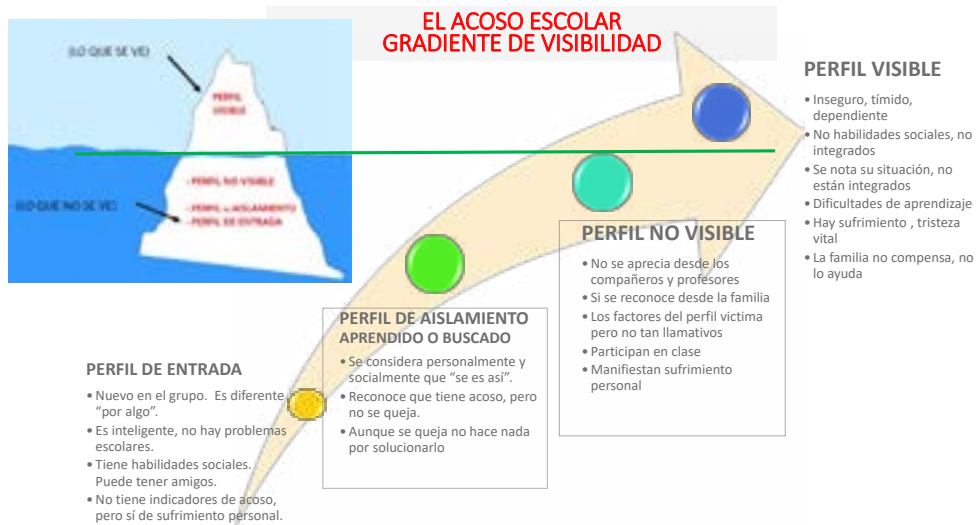 EL ACOSO ESCOLAR
GRADIENTE DE VISIBILIDAD
(LO QUE SE VE)
PERFIL
VISIBLE
- PERFIL NO VISIBLE
- PERFIL AISLAMIENTO
- PERFIL DE ENTRADA
(LO QUE NO SE VE)
PERFIL VISIBLE
• Inseguro, tímido,
dependiente
• No habilidades sociales, no
integrados
• Se nota su situación, no
están integrados
• Dificultades de aprendizaje
• Hay sufrimiento , tristeza
vital
• La familia no compensa, no
lo ayuda
PERFIL NO VISIBLE
• No se aprecia desde los
compañeros y profesores
• Si se reconoce desde la familia
• Los factores del perfil victima
pero no tan llamativos
• Participan en clase
• Manifiestan sufrimiento
personal
PERFIL DE AISLAMIENTO
APRENDIDO O BUSCADO
• Se considera personalmente y
socialmente que “se es así”.
• Reconoce que tiene acoso, pero
no se queja.
• Aunque se queja no hace nada
por solucionarlo
PERFIL DE ENTRADA
• Nuevo en el grupo. Es diferente
“por algo”.
• Es inteligente, no hay problemas
escolares.
• Tiene habilidades sociales.
Puede tener amigos.
• No tiene indicadores de acoso,
pero sí de sufrimiento personal.